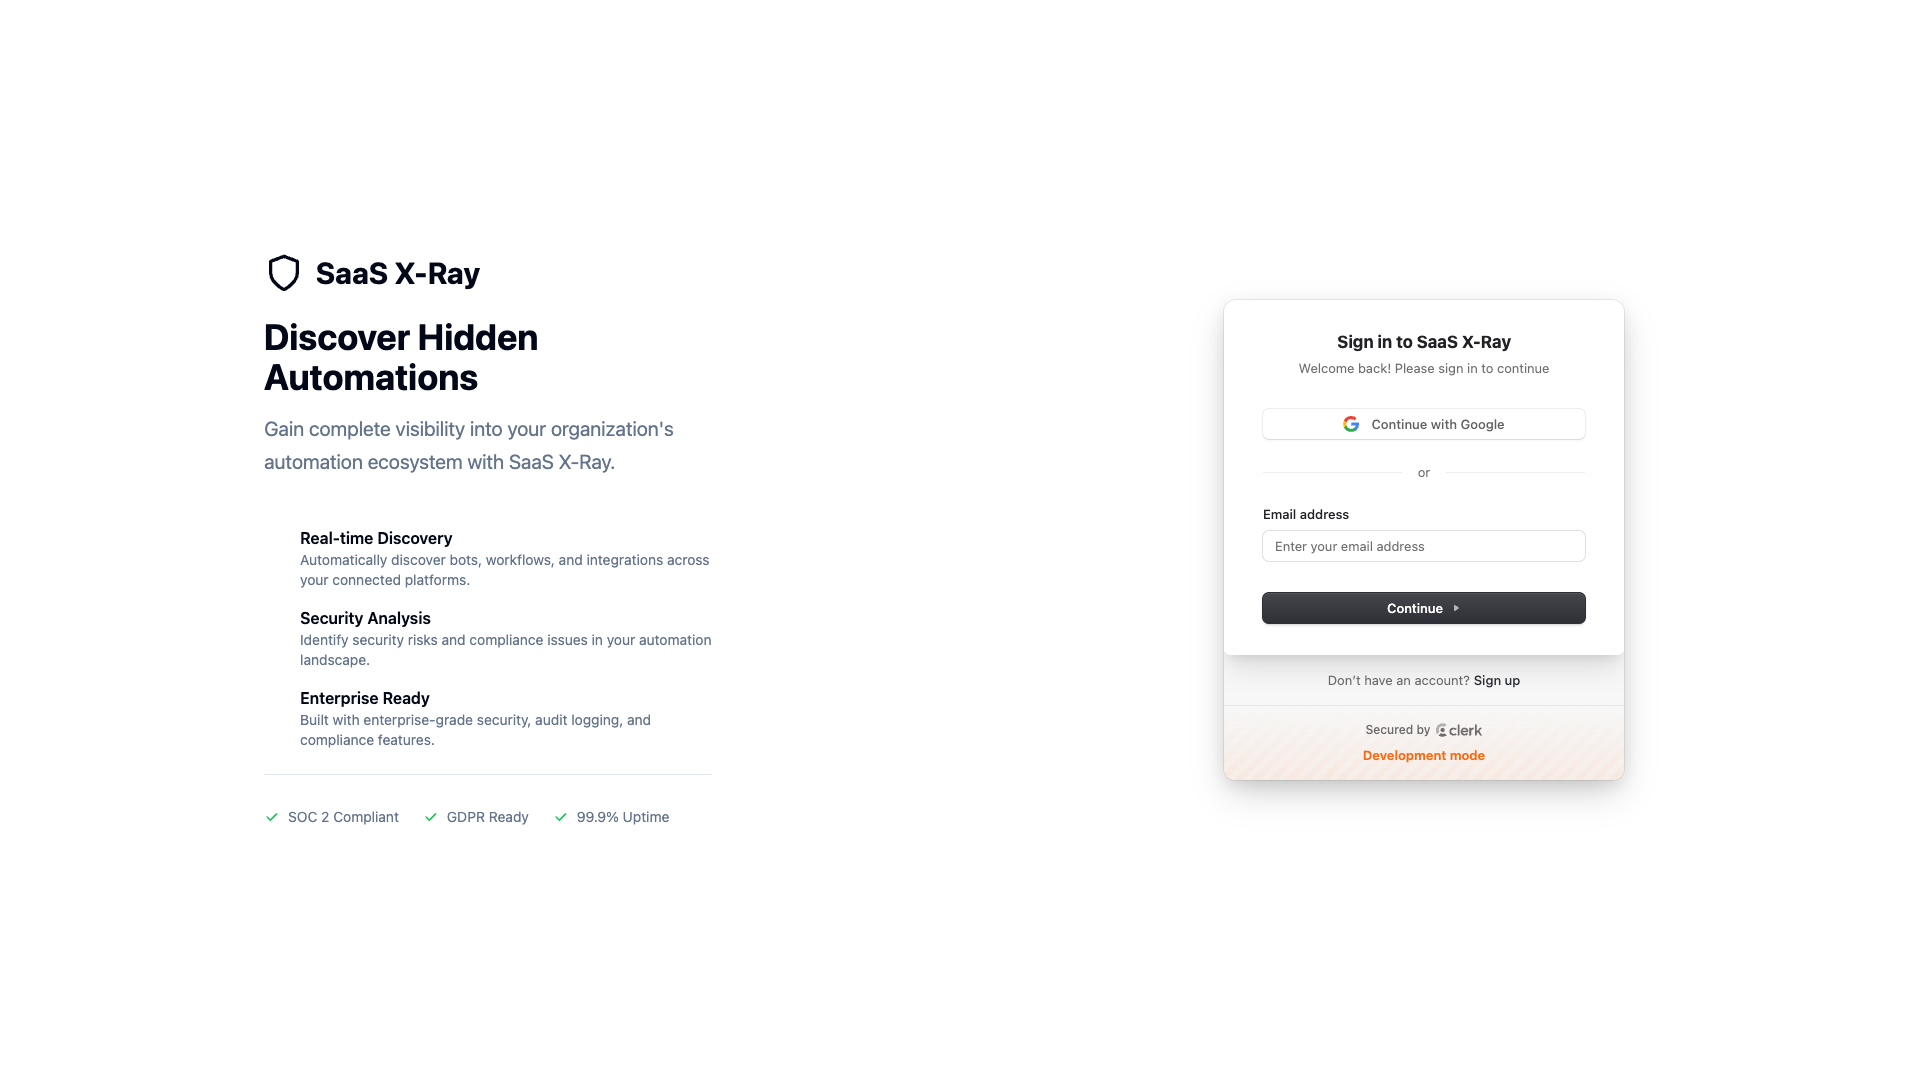 SaaS X-Ray
Discover Hidden
Automations
Gain complete visibility into your organization's
automation ecosystem with SaaS X-Ray.
Real-time Discovery
Automatically discover bots, workflows, and integrations across
your connected platforms.
Security Analysis
Identify security risks and compliance issues in your automation
landscape.
Enterprise Ready
Built with enterprise-grade security, audit logging, and
compliance features.
SOC 2 Compliant GDPR Ready 99.9% Uptime
Sign in to SaaS X-Ray
Welcome back! Please sign in to continue
Continue with Google
or
Email address
Enter your email address
Continue
Don’t have an account? Sign up
Secured by clerk
Development mode